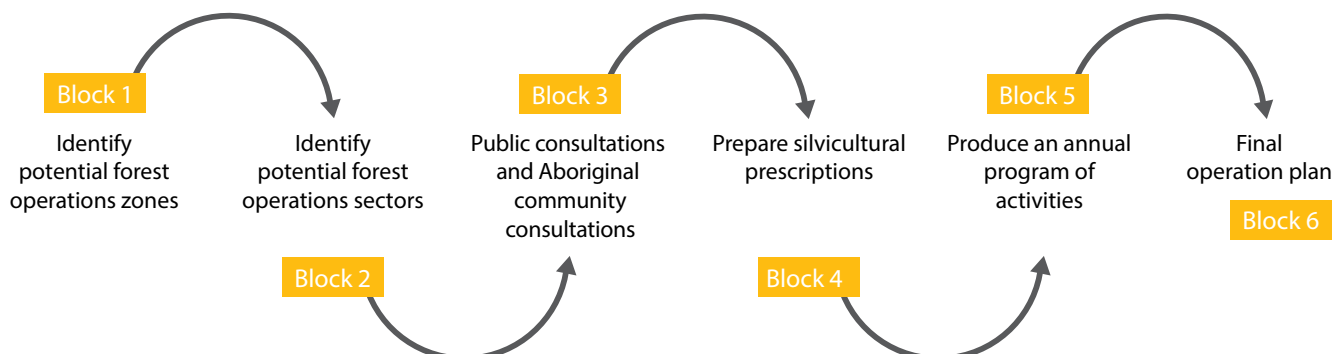 Block 1
Identify
potential forest
operations zones
Identify
potential forest
operations sectors
Block 2
Block 3
Public consultations
and Aboriginal
community
consultations
Prepare silvicultural
prescriptions
Block 4
Block 5
Produce an annual
program of
activities
Final
operation plan
Block 6